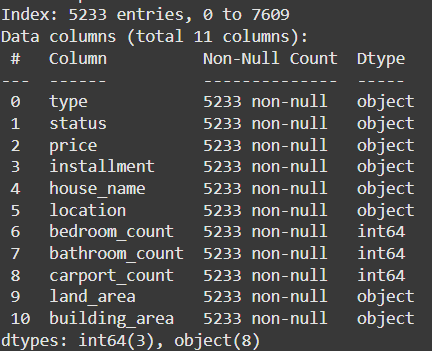 Index: 5233 entries, 0 to 7609
Data columns (total 11 columns):
 #   Column          Non-Null Count  Dtype
---  ------          --------------  -----
 0   type            5233 non-null   object
 1   status          5233 non-null   object
 2   price           5233 non-null   object
 3   installment     5233 non-null   object
 4   house_name      5233 non-null   object
 5   location        5233 non-null   object
 6   bedroom_count   5233 non-null   int64
 7   bathroom_count  5233 non-null   int64
 8   carport_count   5233 non-null   int64
 9   land_area       5233 non-null   object
 10  building_area   5233 non-null   object
dtypes: int64(3), object(8)